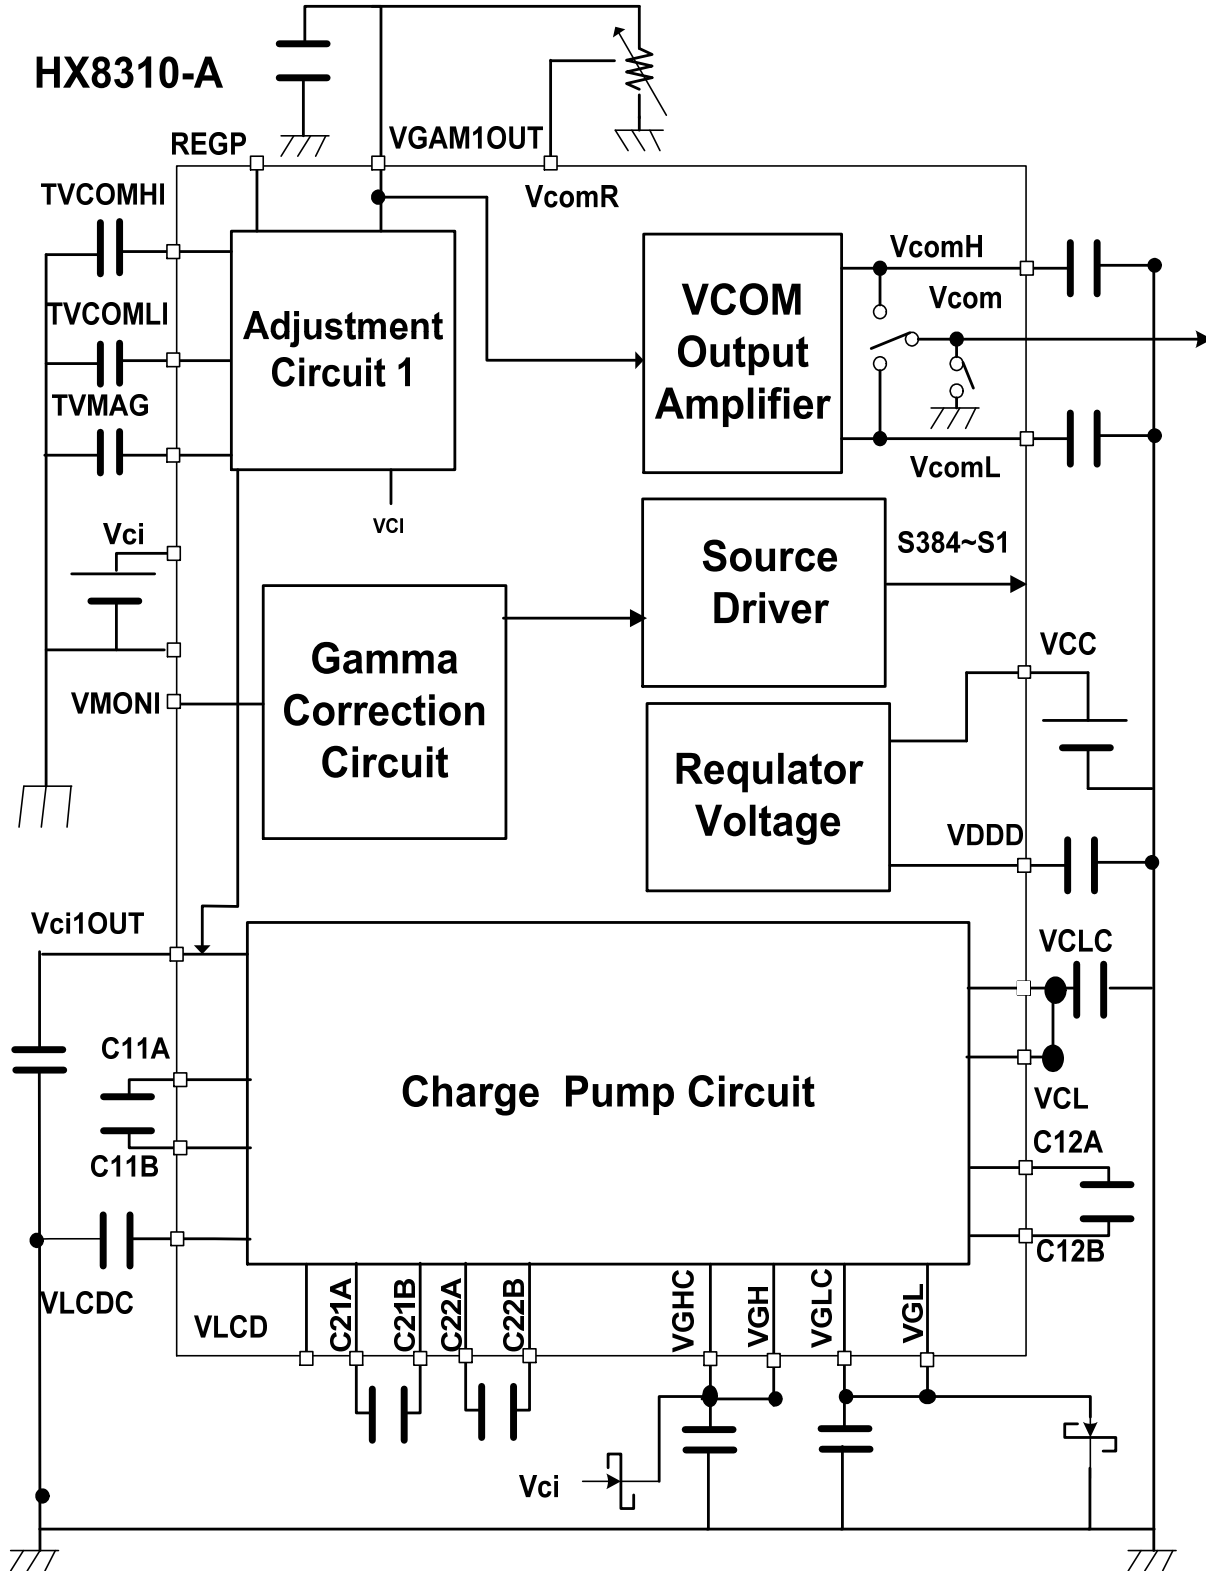 HX8310-A
REGP
VGAM1OUT
VcomR
TVCOMHI
TVCOMLI
TVMAG
Adjustment
Circuit 1
VCI
VCOM
Output
Amplifier
VcomH
Vcom
VcomL
Vci
Source
Driver
S384~S1
Gamma
Correction
Circuit
VMONI
VCC
Requlator
Voltage
VDDD
Vci1OUT
VCLC
C11A
C11B
Charge Pump Circuit
VCL
C12A
C12B
VLCDC
VLCD
C21A
C21B
C22A
C22B
VGHC
VGH
VGLC
VGL
Vci